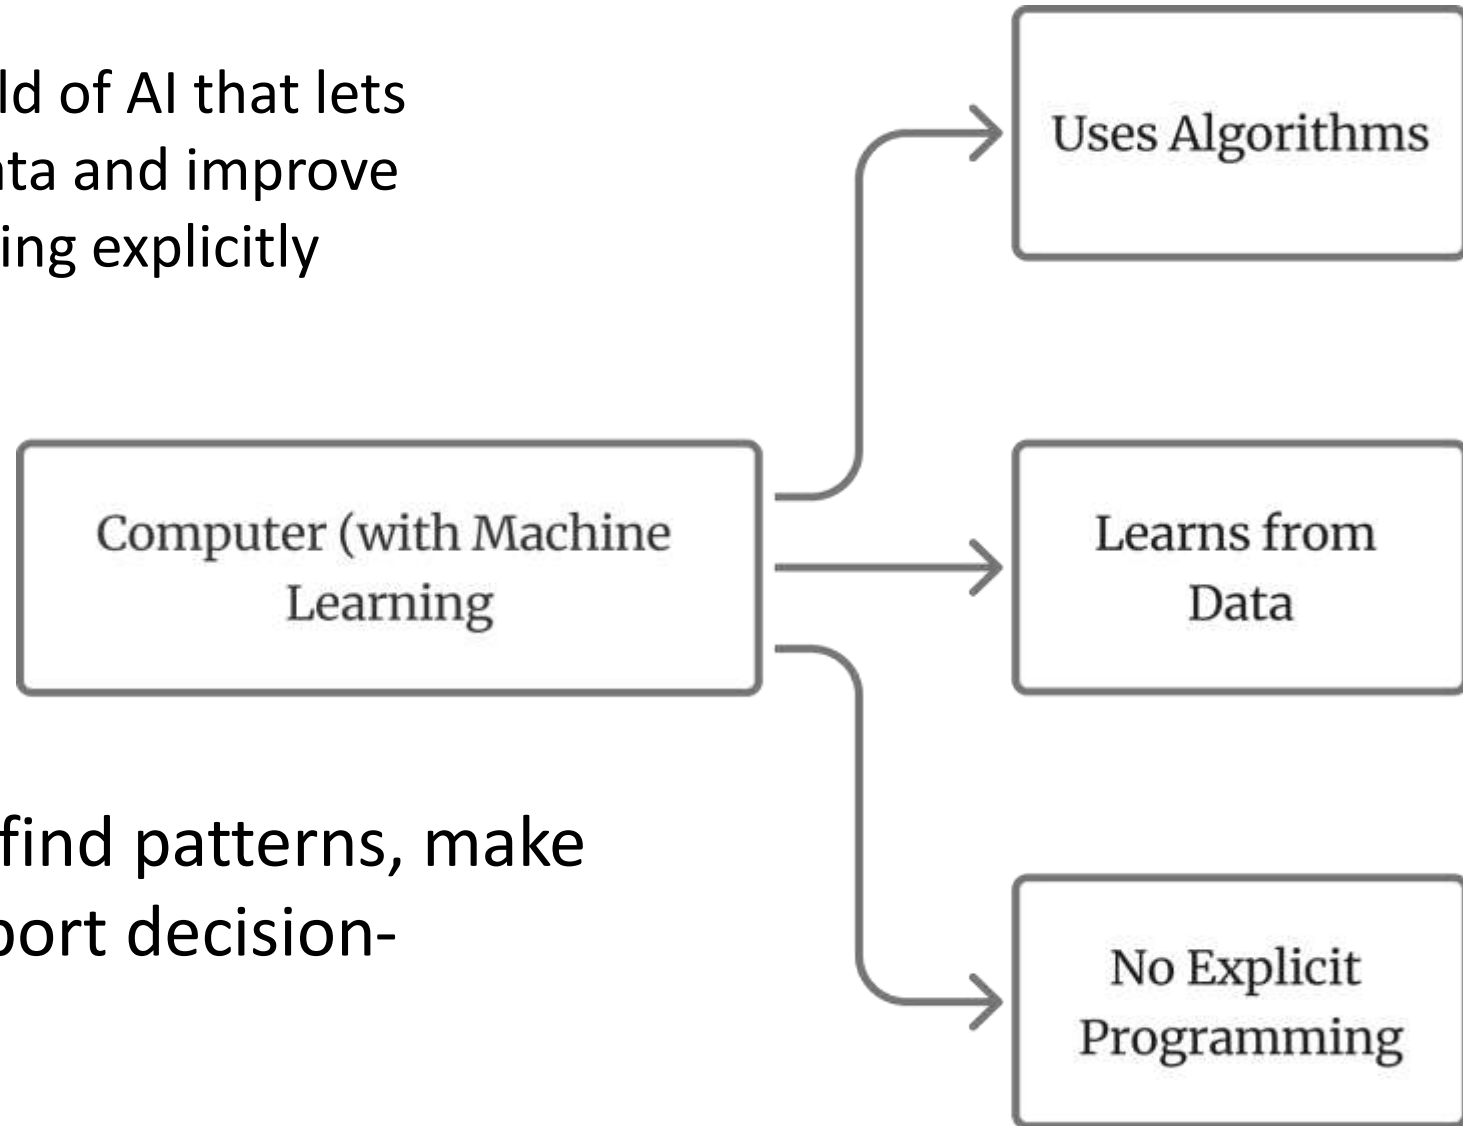 ld of AI that lets
ata and improve
ing explicitly
Uses Algorithms
Computer (with Machine
Learning
Learns from
Data
find patterns, make
port decision-
No Explicit
Programming